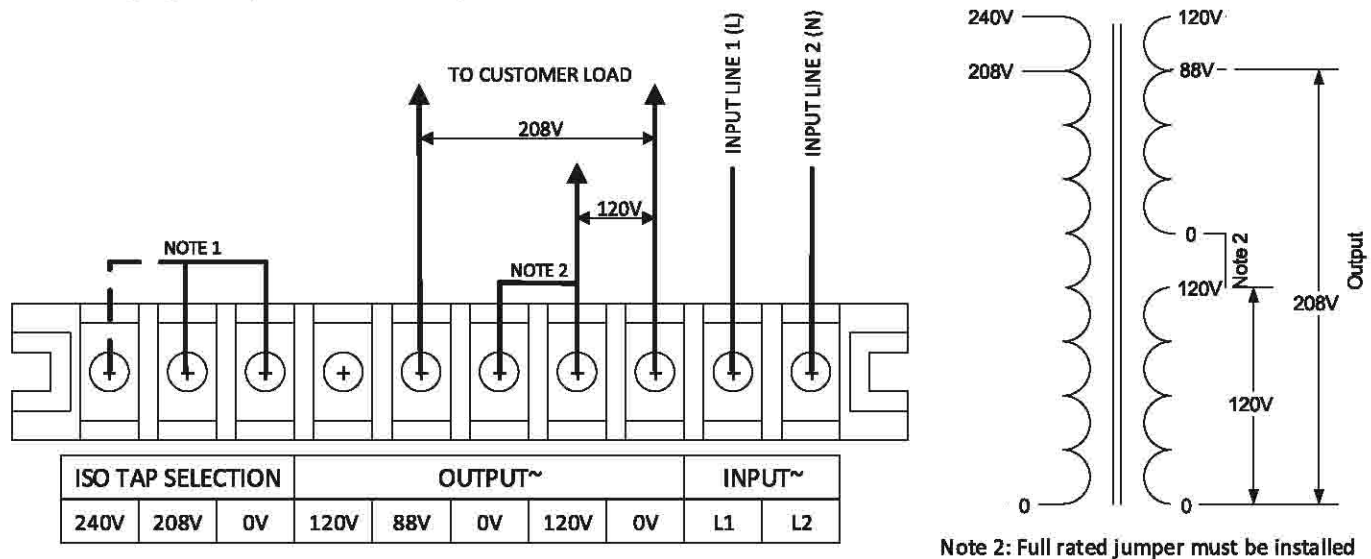 TO CUSTOMER LOAD
208V
120V
INPUT LINE 1 (L)
INPUT LINE 2 (N)
NOTE 1
NOTE 2
ISO TAP SELECTION OUTPUT~ INPUT~
240V 208V 0V 120V 88V 0V 120V 0V L1 L2
240V 120V
208V 88V
0
Note 2
120V
208V
Output
120V
0 0
Note 2: Full rated jumper must be installed